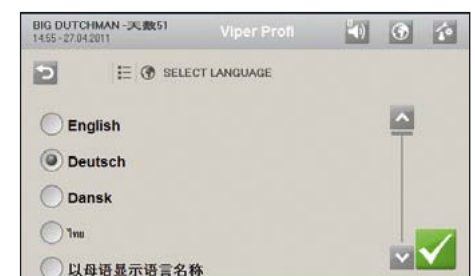 BIG DUTCHMAN - 天数51
14:55 - 27.04.2011
Viper Profi
SELECT LANGUAGE
English
Deutsch
Dansk
ไทย
以母语显示语言名称